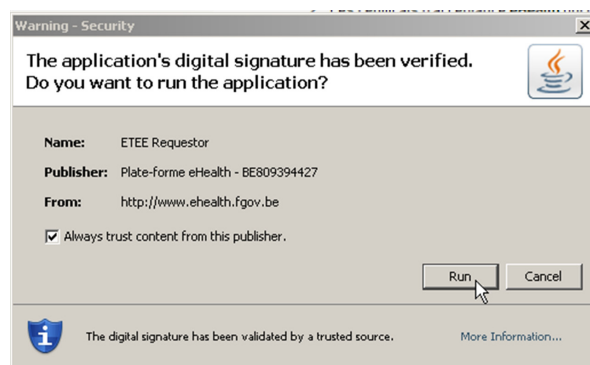 Warning - Security
The application's digital signature has been verified.
Do you want to run the application?
Name: ETEE Requestor
Publisher: Plate-forme eHealth - BE809394427
From: http://www.ehealth.fgov.be
Always trust content from this publisher.
Run Cancel
The digital signature has been validated by a trusted source. More Information...